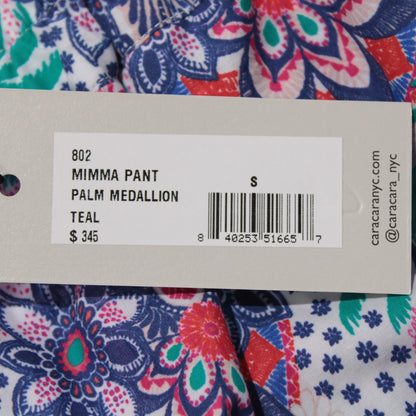 802
MIMMA PANT
PALM MEDALLION
TEAL
$ 345
S
8 40253 51665 7
caracaranyc.com
@caracara_nyc